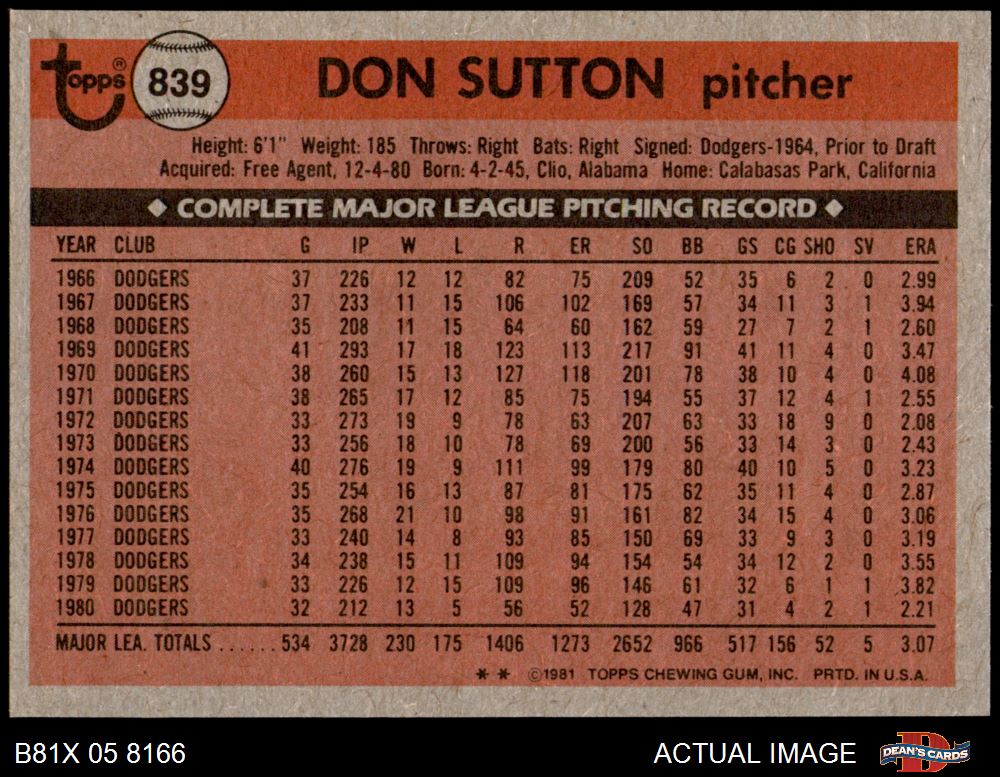 topps ® 839 DON SUTTON pitcher
Height: 6'1" Weight: 185 Throws: Right Bats: Right Signed: Dodgers-1964, Prior to Draft
Acquired: Free Agent, 12-4-80 Born: 4-2-45, Clio, Alabama Home: Calabasas Park, California
◆ COMPLETE MAJOR LEAGUE PITCHING RECORD ◆
YEAR CLUB G IP W L R ER SO BB GS CG SHO SV ERA
1966 DODGERS 37 226 12 12 82 75 209 52 35 6 2 0 2.99
1967 DODGERS 37 233 11 15 106 102 169 57 34 11 3 1 3.94
1968 DODGERS 35 208 11 15 64 60 162 59 27 7 2 1 2.60
1969 DODGERS 41 293 17 18 123 113 217 91 41 11 4 0 3.47
1970 DODGERS 38 260 15 13 127 118 201 78 38 10 4 0 4.08
1971 DODGERS 38 265 17 12 85 75 194 55 37 12 4 1 2.55
1972 DODGERS 33 273 19 9 78 63 207 63 33 18 9 0 2.08
1973 DODGERS 33 256 18 10 78 69 200 56 33 14 3 0 2.43
1974 DODGERS 40 276 19 9 111 99 179 80 40 10 5 0 3.23
1975 DODGERS 35 254 16 13 87 81 175 62 35 11 4 0 2.87
1976 DODGERS 35 268 21 10 98 91 161 82 34 15 4 0 3.06
1977 DODGERS 33 240 14 8 93 85 150 69 33 9 3 0 3.19
1978 DODGERS 34 238 15 11 109 94 154 54 34 12 2 0 3.55
1979 DODGERS 33 226 12 15 109 96 146 61 32 6 1 1 3.82
1980 DODGERS 32 212 13 5 56 52 128 47 31 4 2 1 2.21
MAJOR LEA. TOTALS ...... 534 3728 230 175 1406 1273 2652 966 517 156 52 5 3.07
* * ©1981 TOPPS CHEWING GUM, INC. PRTD. IN U.S.A.
B81X 05 8166 ACTUAL IMAGE DEAN'S CARDS